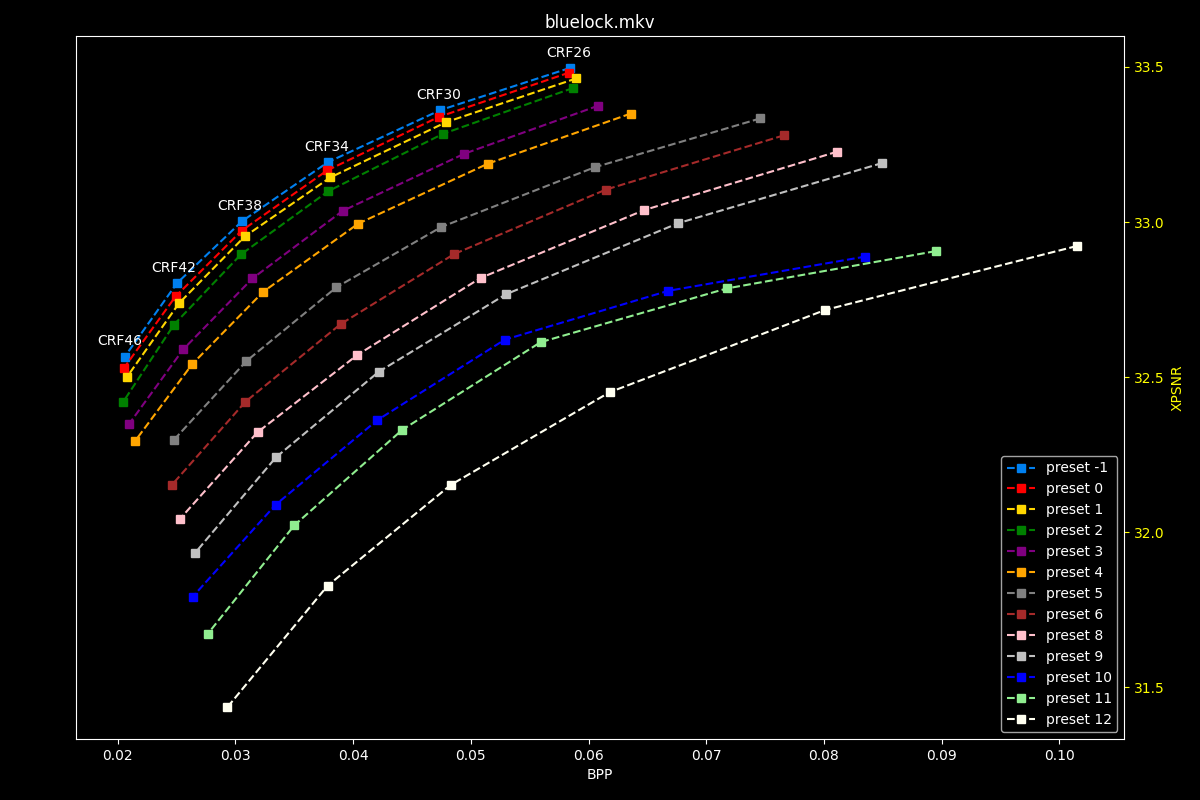 bluelock.mkv
CRF26
CRF30
CRF34
CRF38
CRF42
CRF46
33.5
33.0
32.5
32.0
31.5
XPSNR
preset -1
preset 0
preset 1
preset 2
preset 3
preset 4
preset 5
preset 6
preset 8
preset 9
preset 10
preset 11
preset 12
0.02 0.03 0.04 0.05 0.06 0.07 0.08 0.09 0.10
BPP